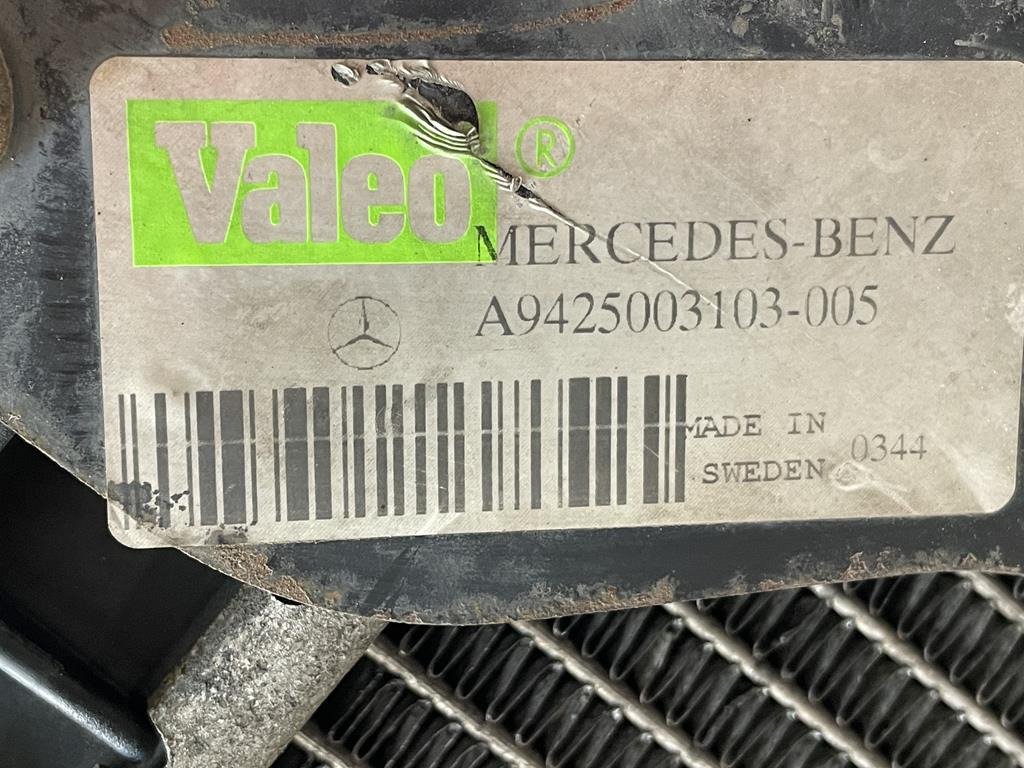 Valeo ®
MERCEDES-BENZ
A9425003103-005
MADE IN
SWEDEN 0344